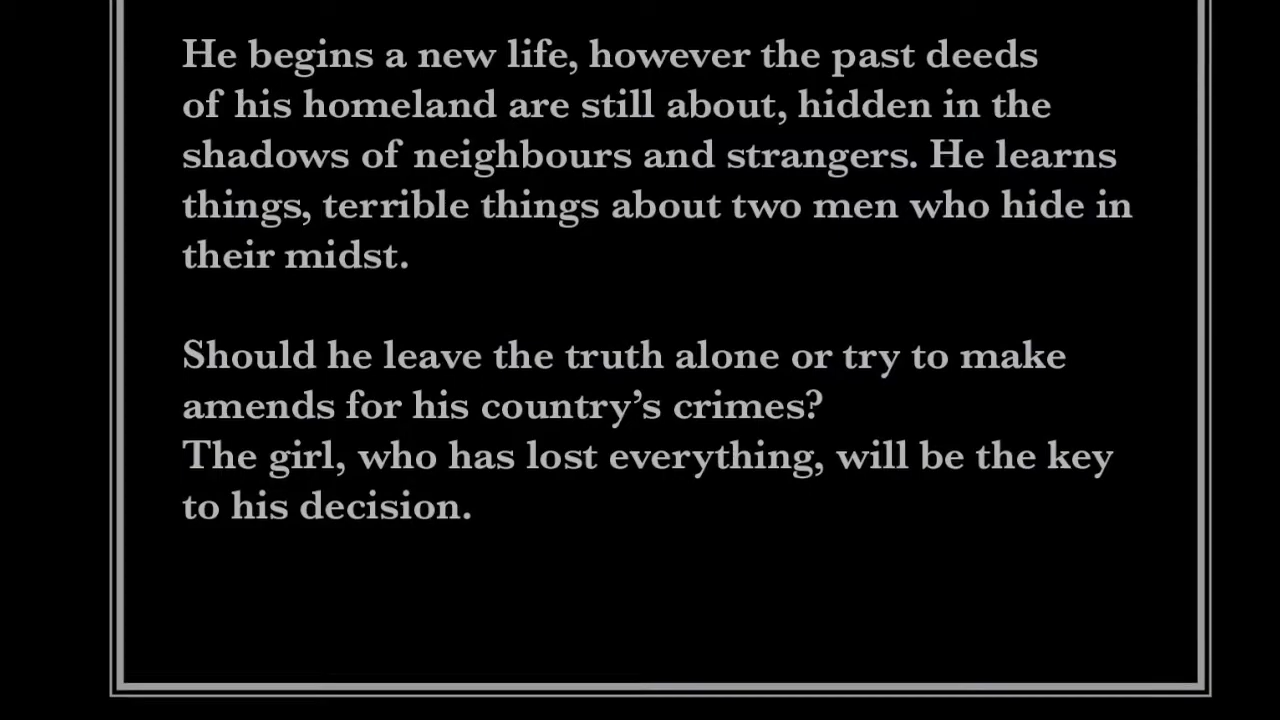 He begins a new life, however the past deeds
of his homeland are still about, hidden in the
shadows of neighbours and strangers. He learns
things, terrible things about two men who hide in
their midst.
Should he leave the truth alone or try to make
amends for his country’s crimes?
The girl, who has lost everything, will be the key
to his decision.